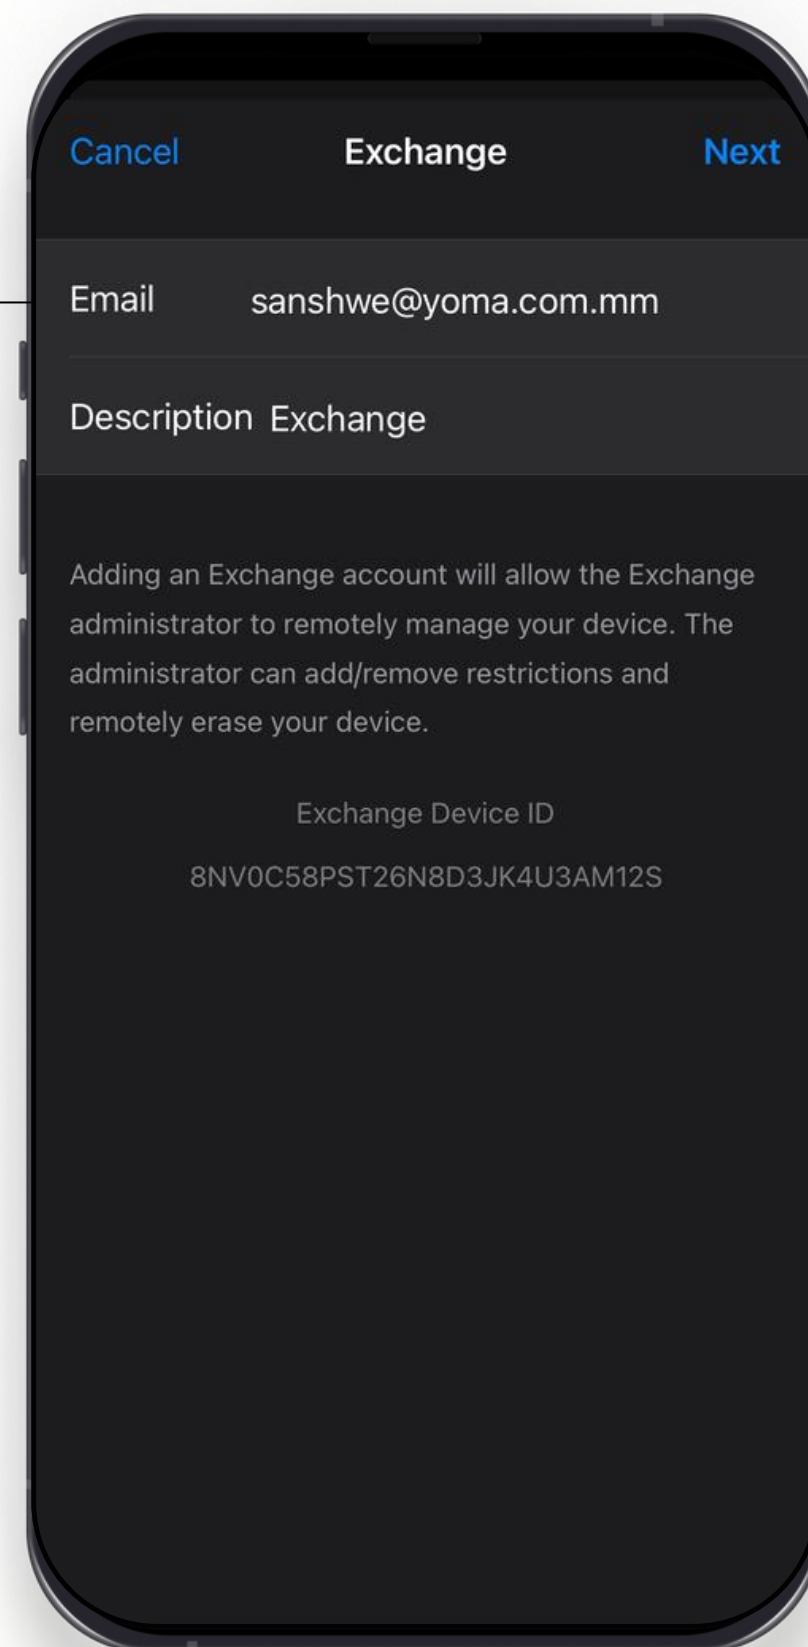 Cancel Exchange Next
Email sanshwe@yoma.com.mm
Description Exchange
Adding an Exchange account will allow the Exchange
administrator to remotely manage your device. The
administrator can add/remove restrictions and
remotely erase your device.
Exchange Device ID
8NV0C58PST26N8D3JK4U3AM12S